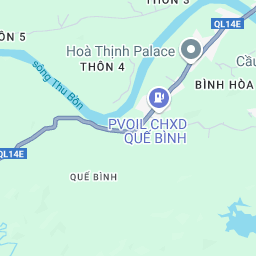 THÔN 3
QL14E
Hoà Thịnh Palace
THÔN 5
THÔN 4
Cầu
sông Thu Bồn
BÌNH HÒA
PVOIL CHXD
QUẾ BÌNH
QL14E
QL14E
QUẾ BÌNH